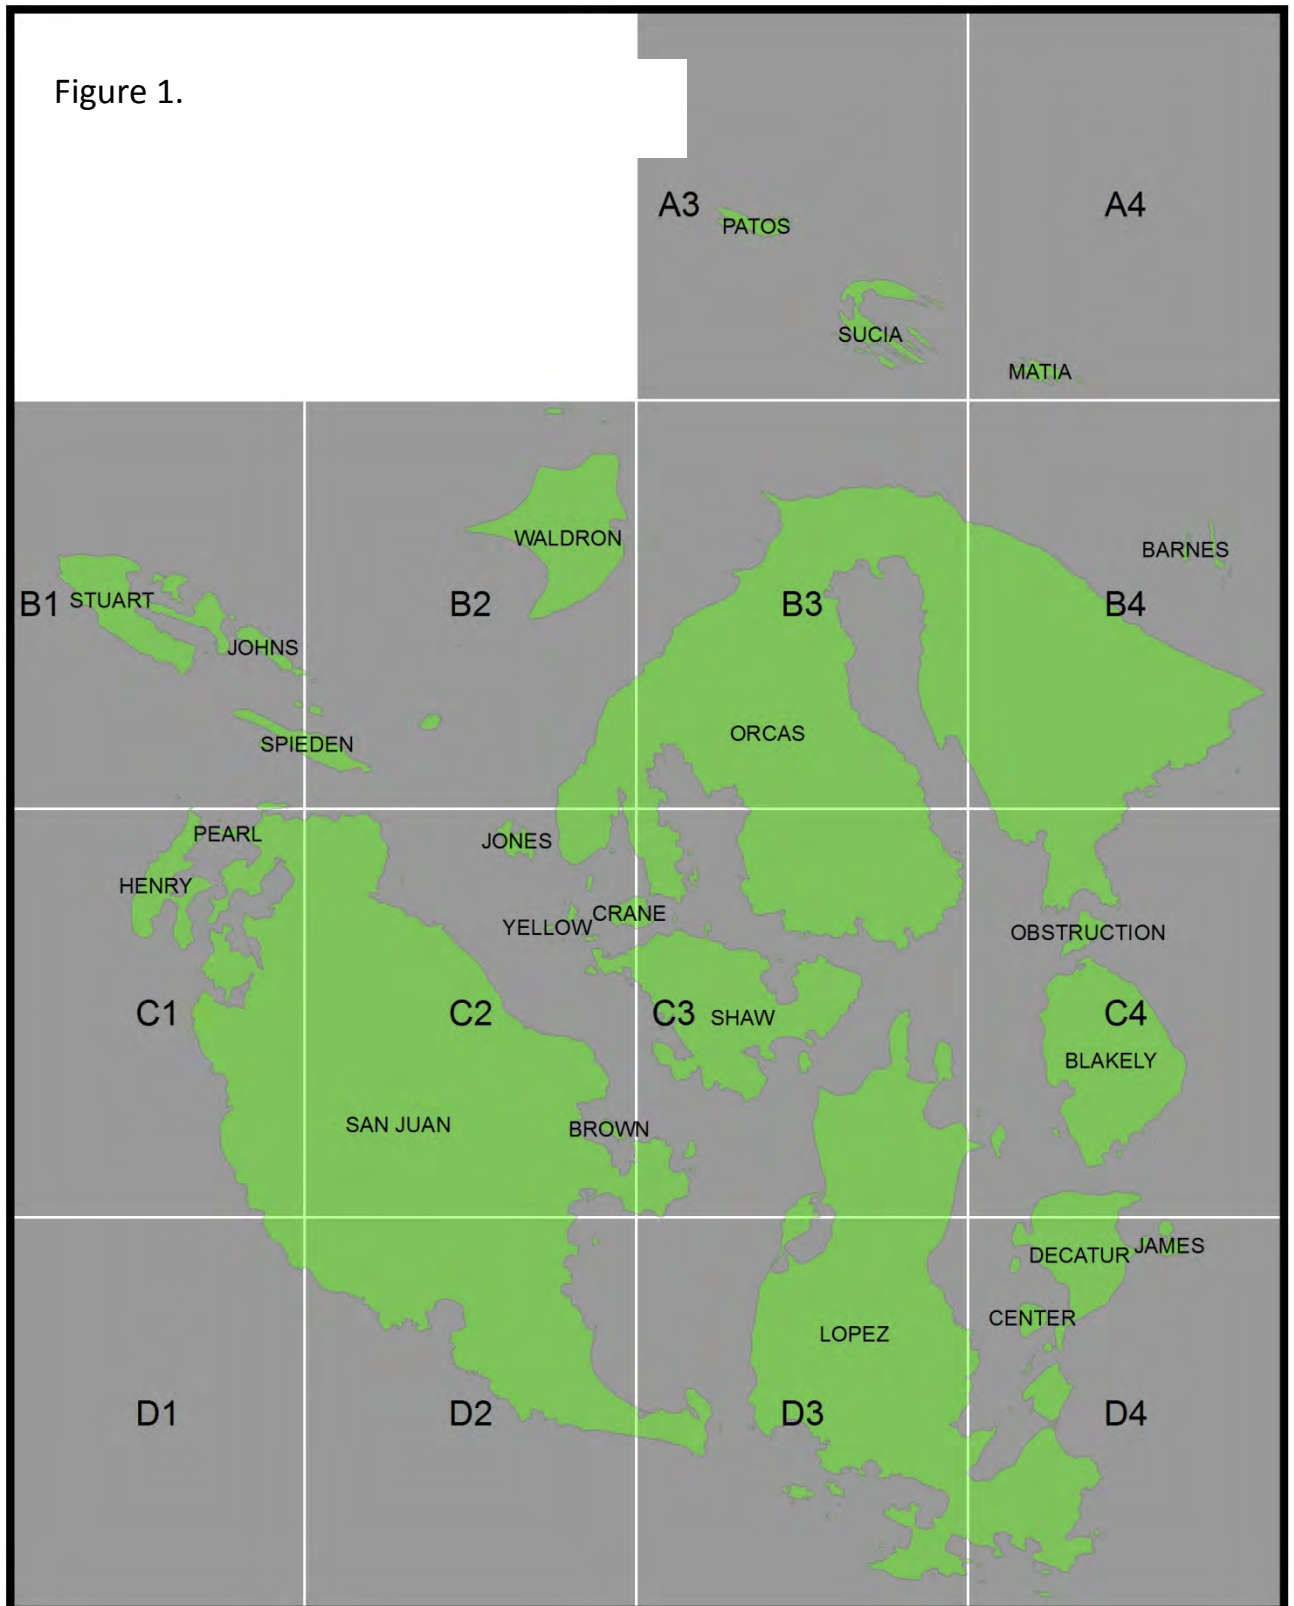 Figure 1.
A3
A4
PATOS
SUCIA
MATIA
WALDRON
BARNES
B1
STUART
B2
B3
B4
JOHNS
ORCAS
SPIEDEN
PEARL
JONES
HENRY
CRANE
YELLOW
OBSTRUCTION
C1
C2
C3
SHAW
C4
BLAKELY
SAN JUAN
BROWN
DECATUR
JAMES
CENTER
LOPEZ
D1
D2
D3
D4